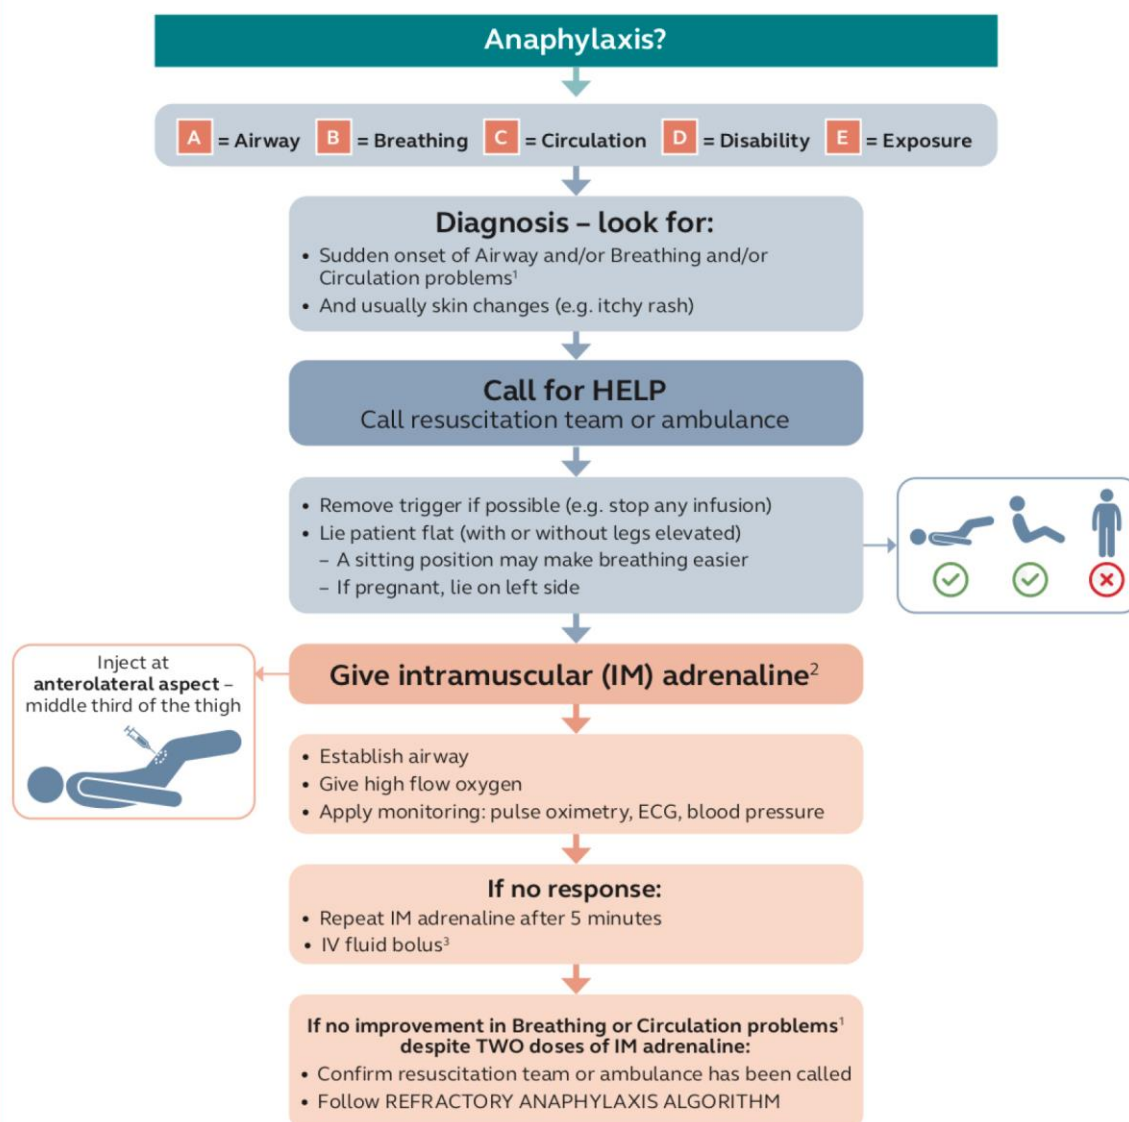 Anaphylaxis?
A = Airway B = Breathing C = Circulation D = Disability E = Exposure
Diagnosis – look for:
• Sudden onset of Airway and/or Breathing and/or
Circulation problems¹
• And usually skin changes (e.g. itchy rash)
Call for HELP
Call resuscitation team or ambulance
• Remove trigger if possible (e.g. stop any infusion)
• Lie patient flat (with or without legs elevated)
– A sitting position may make breathing easier
– If pregnant, lie on left side
Give intramuscular (IM) adrenaline²
Inject at
anterolateral aspect –
middle third of the thigh
• Establish airway
• Give high flow oxygen
• Apply monitoring: pulse oximetry, ECG, blood pressure
If no response:
• Repeat IM adrenaline after 5 minutes
• IV fluid bolus³
If no improvement in Breathing or Circulation problems¹
despite TWO doses of IM adrenaline:
• Confirm resuscitation team or ambulance has been called
• Follow REFRACTORY ANAPHYLAXIS ALGORITHM